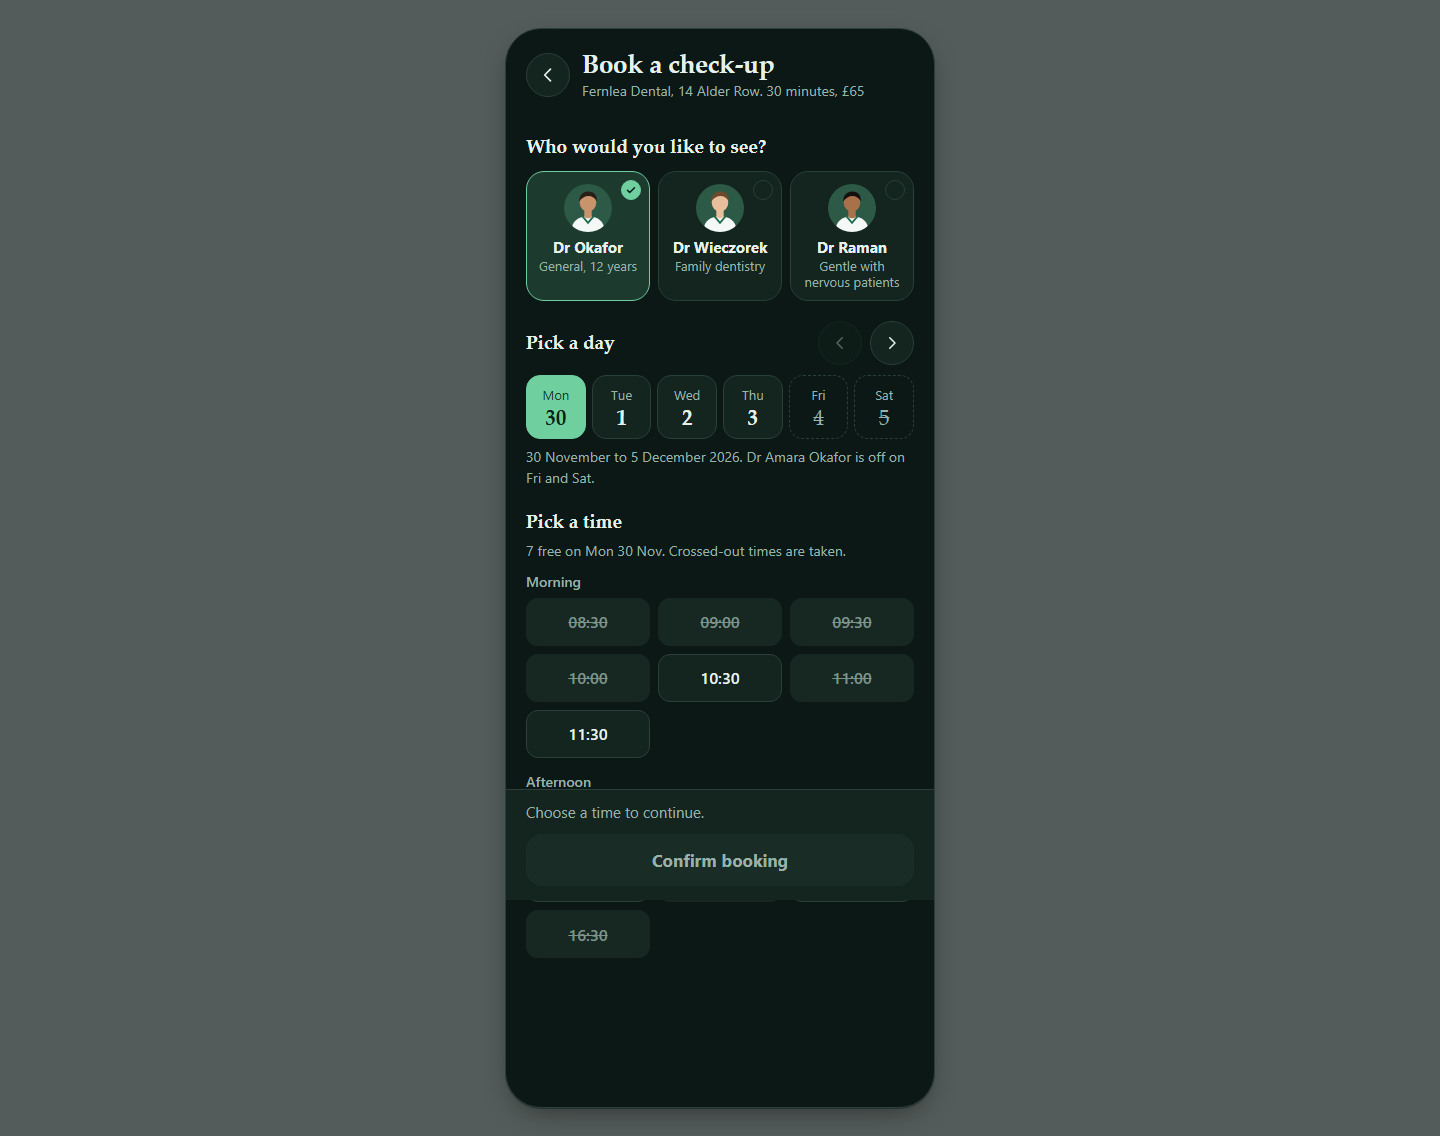 Book a check-up
Fernlea Dental, 14 Alder Row. 30 minutes, £65
Who would you like to see?
Dr Okafor
General, 12 years
Dr Wieczorek
Family dentistry
Dr Raman
Gentle with
nervous patients
Pick a day
Mon
30
Tue
1
Wed
2
Thu
3
Fri
4
Sat
5
30 November to 5 December 2026. Dr Amara Okafor is off on
Fri and Sat.
Pick a time
7 free on Mon 30 Nov. Crossed-out times are taken.
Morning
08:30
09:00
09:30
10:00
10:30
11:00
11:30
Afternoon
Choose a time to continue.
Confirm booking
16:30